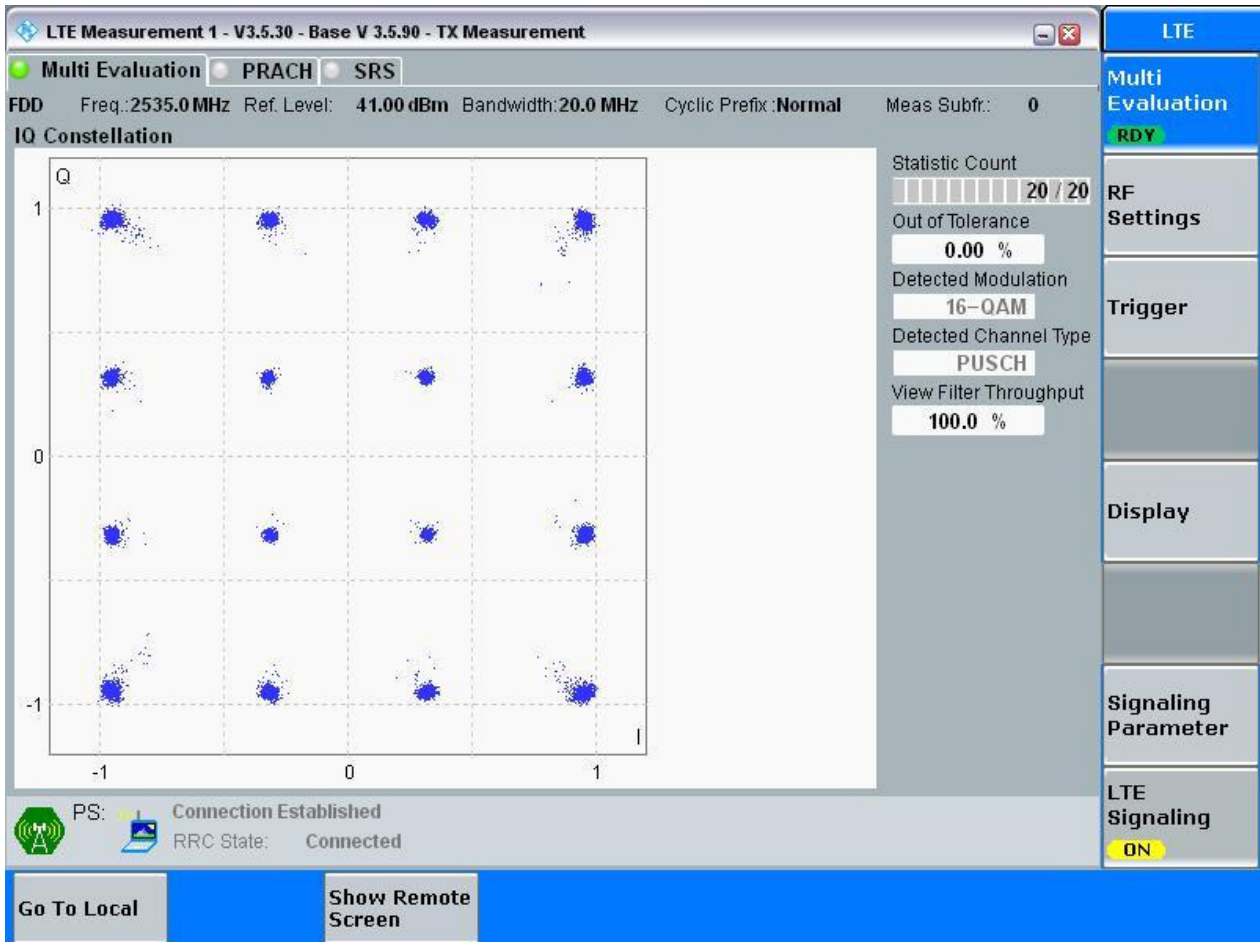 LTE Measurement 1 - V3.5.30 - Base V 3.5.90 - TX Measurement
LTE
Multi Evaluation PRACH SRS
FDD Freq.:2535.0 MHz Ref. Level: 41.00 dBm Bandwidth:20.0 MHz Cyclic Prefix :Normal Meas Subfr.: 0
IQ Constellation
Q
1
0
-1
I
-1 0 1
Statistic Count
20 / 20
Out of Tolerance
0.00 %
Detected Modulation
16-QAM
Detected Channel Type
PUSCH
View Filter Throughput
100.0 %
Multi
Evaluation
RDY
RF
Settings
Trigger
Display
Signaling
Parameter
LTE
Signaling
ON
PS: Connection Established
RRC State: Connected
Go To Local
Show Remote
Screen